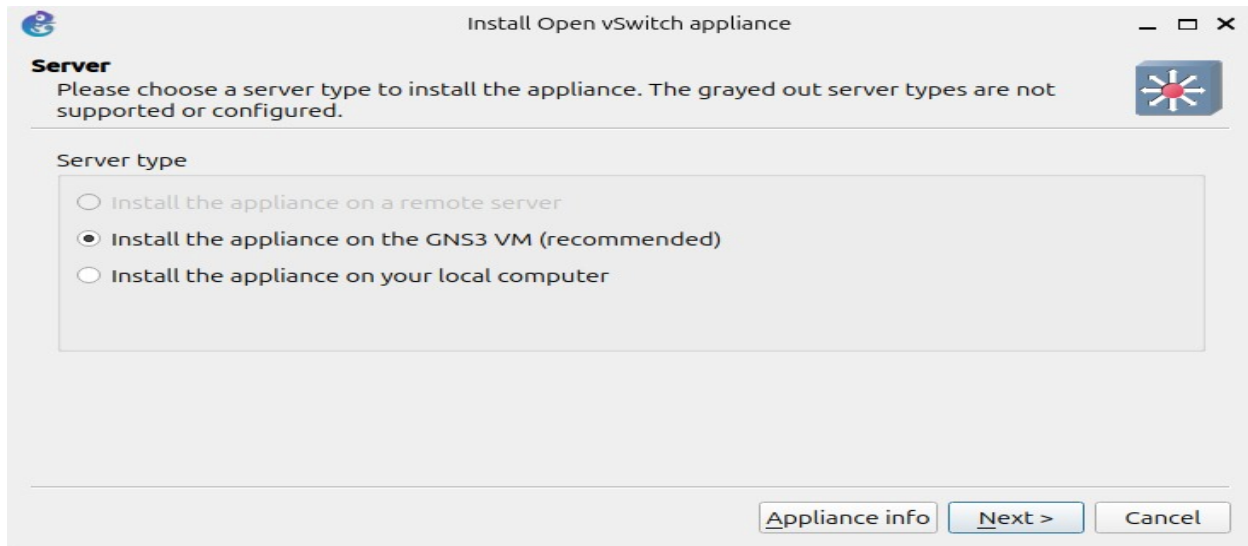 Install Open vSwitch appliance
Server
Please choose a server type to install the appliance. The grayed out server types are not
supported or configured.
Server type
Install the appliance on a remote server
Install the appliance on the GNS3 VM (recommended)
Install the appliance on your local computer
Appliance info
Next >
Cancel